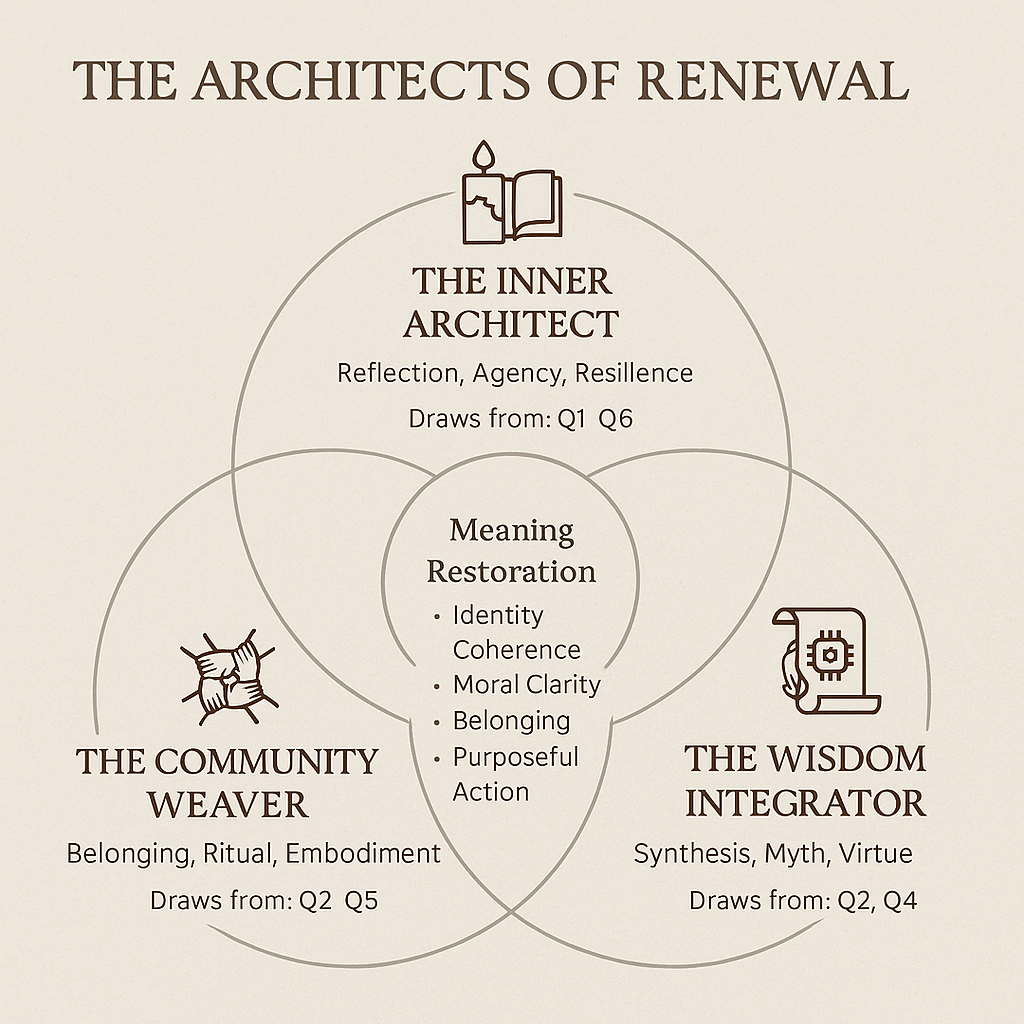 THE ARCHITECTS OF RENEWAL
THE INNER
ARCHITECT
Reflection, Agency, Resillence
Draws from: Q1 Q6
Meaning
Restoration
• Identity
Coherence
• Moral Clarity
• Belonging
• Purposeful
Action
THE COMMUNITY
WEAVER
Belonging, Ritual, Embodiment
Draws from: Q2 Q5
THE WISDOM
INTEGRATOR
Synthesis, Myth, Virtue
Draws from: Q2, Q4